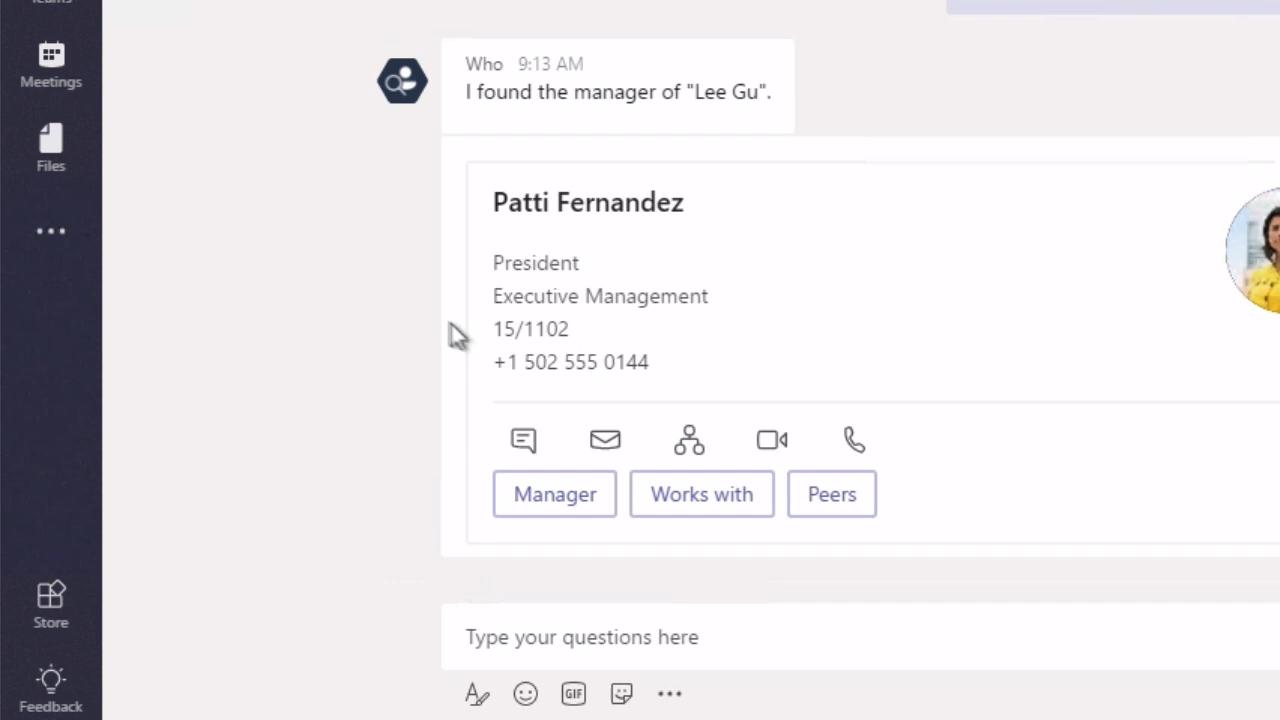 Teams
Meetings
Files
Who 9:13 AM
I found the manager of "Lee Gu".
Patti Fernandez
President
Executive Management
15/1102
+1 502 555 0144
Manager Works with Peers
Store
Type your questions here
GIF
Feedback